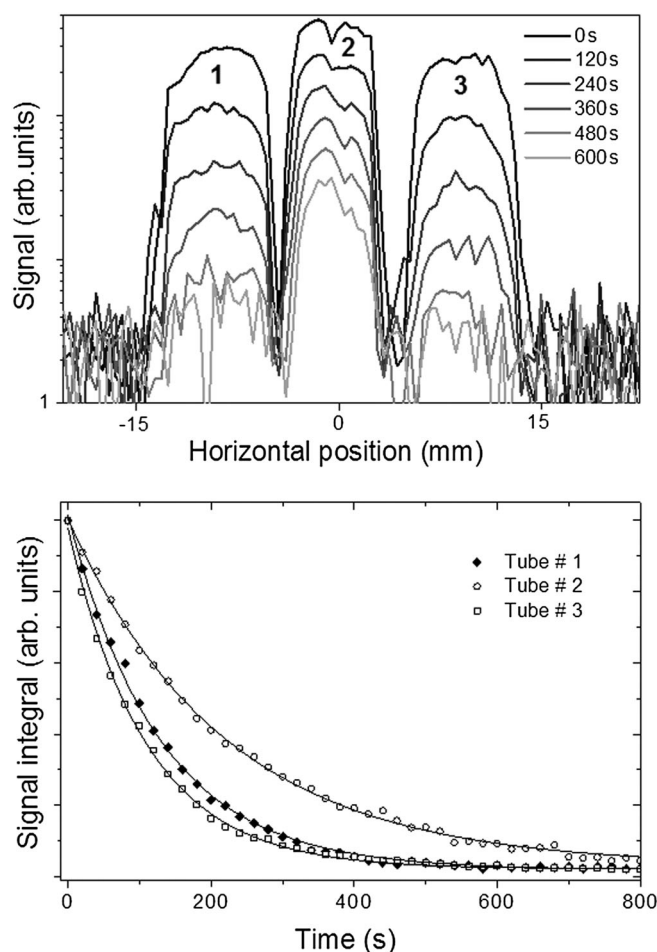 Signal (arb.units)
1
1
2
3
0s
120s
240s
360s
480s
600s
-15
0
15
Horizontal position (mm)
Signal integral (arb. units)
Tube # 1
Tube # 2
Tube # 3
0
200
400
600
800
Time (s)